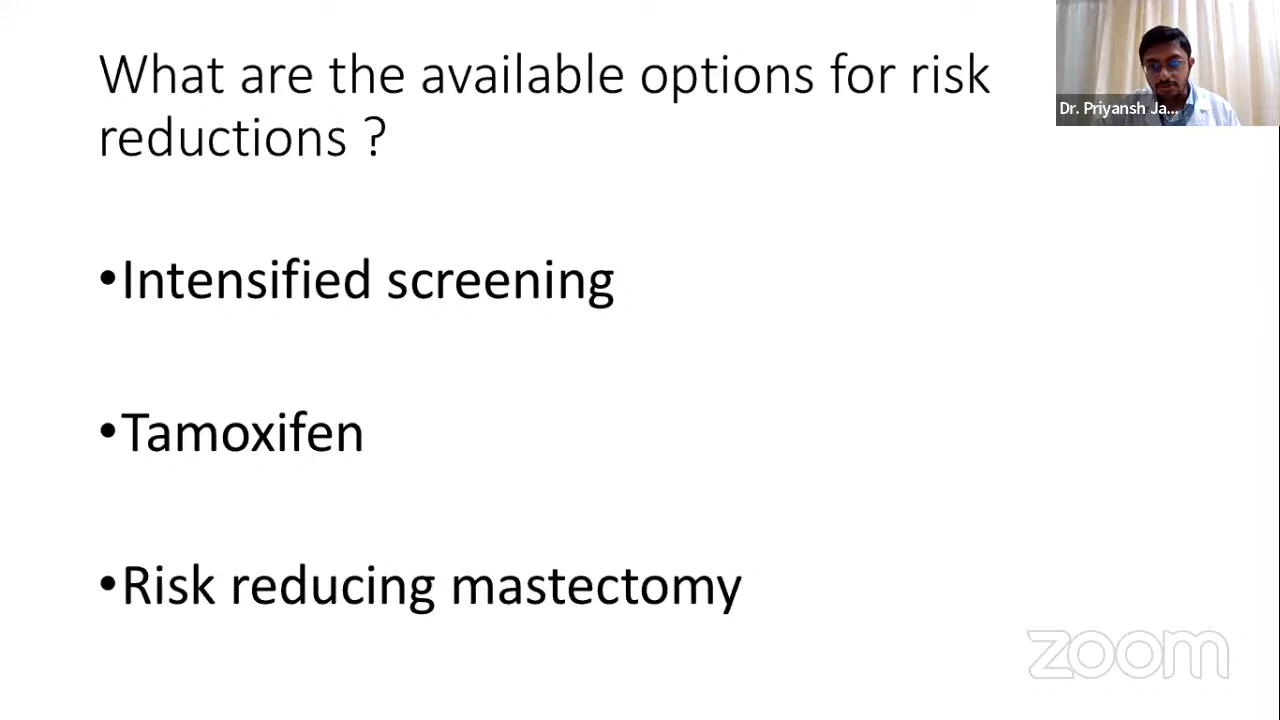 What are the available options for risk
reductions ?
Dr. Priyansh Ja...
•Intensified screening
•Tamoxifen
•Risk reducing mastectomy
zoom